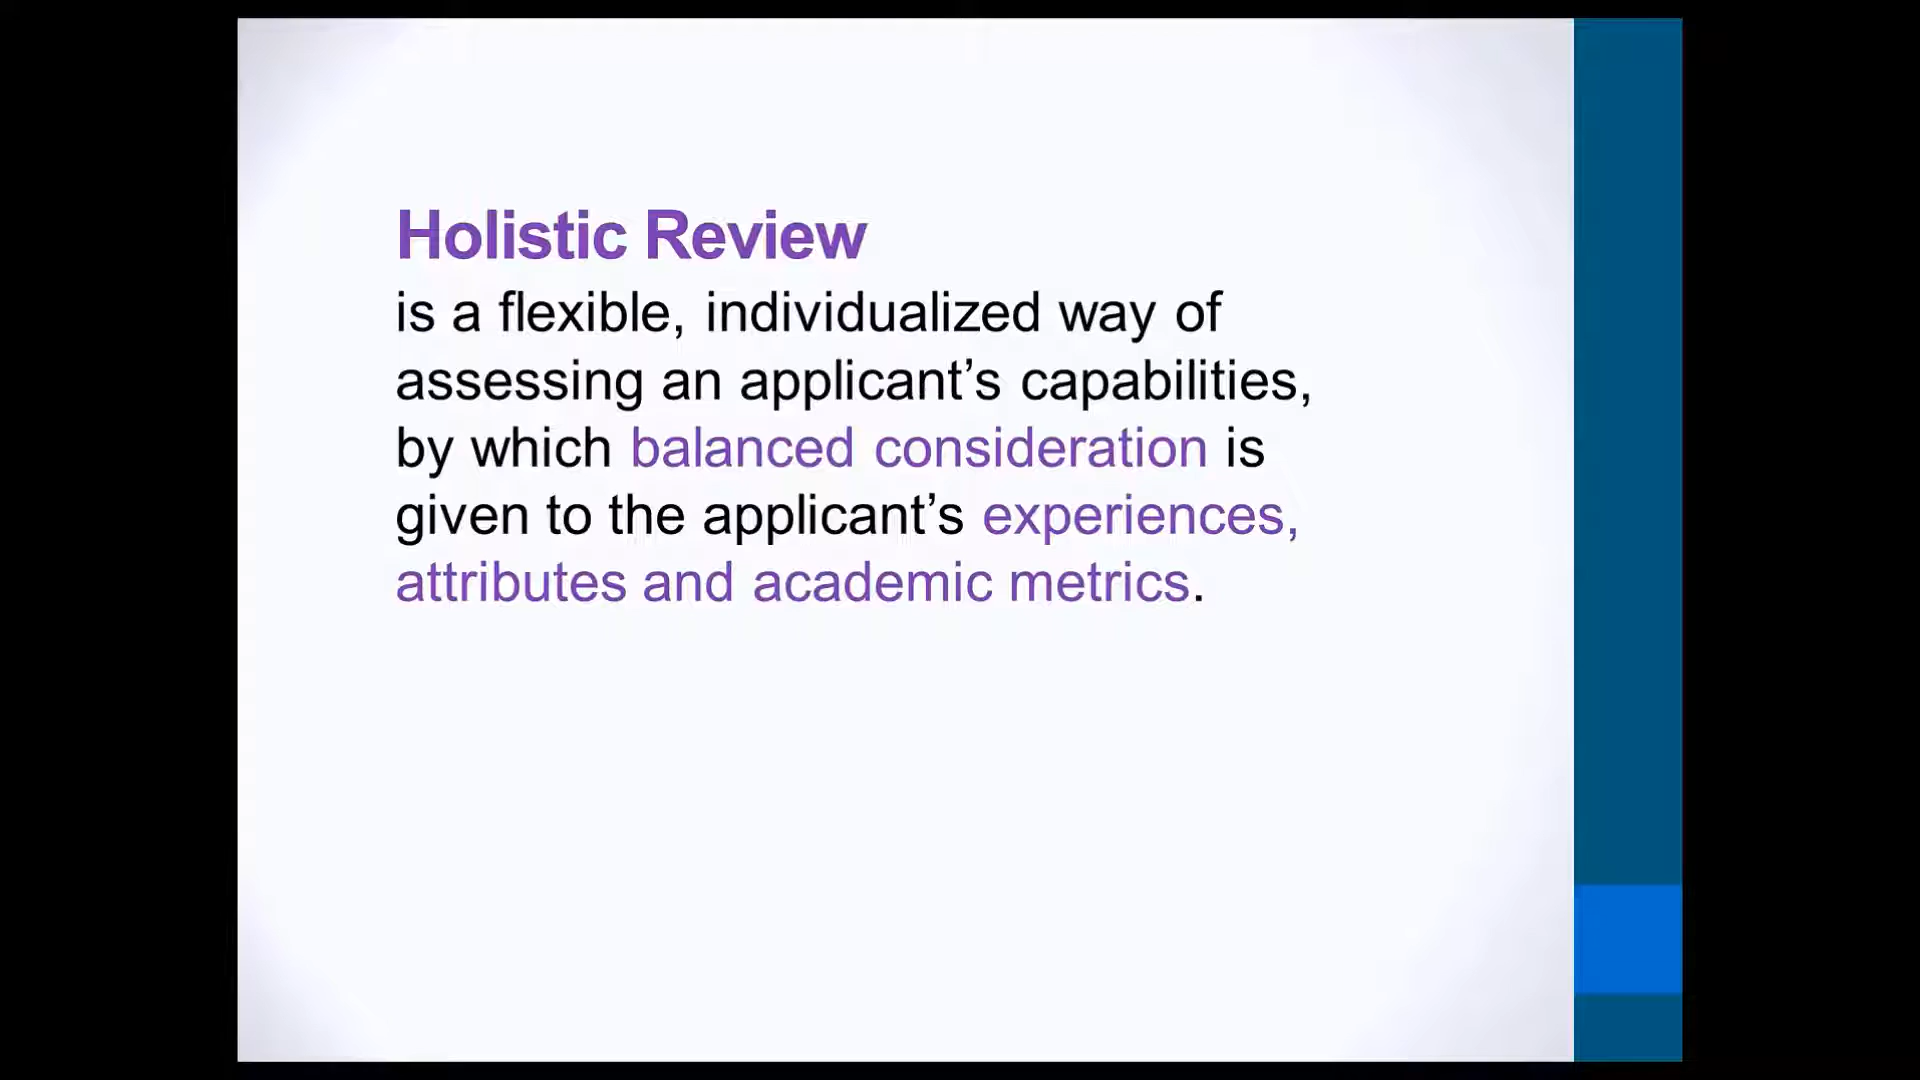 Holistic Review
is a flexible, individualized way of
assessing an applicant’s capabilities,
by which balanced consideration is
given to the applicant’s experiences,
attributes and academic metrics.